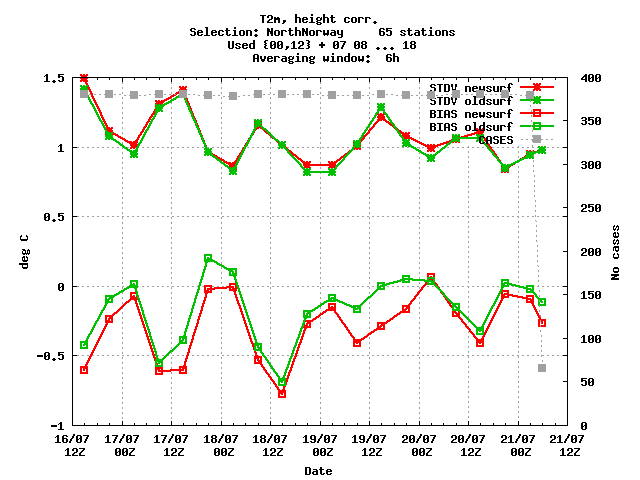 T2m, height corr.
Selection: NorthNorway 65 stations
Used {00,12} + 07 08 ... 18
Averaging window: 6h
STDV newsurf
STDV oldsurf
BIAS newsurf
BIAS oldsurf
CASES
deg C
1.5
1
0.5
0
-0.5
-1
No cases
400
350
300
250
200
150
100
50
0
16/07 17/07 17/07 18/07 18/07 19/07 19/07 20/07 20/07 21/07 21/07
12Z 00Z 12Z 00Z 12Z 00Z 12Z 00Z 12Z 00Z 12Z
Date